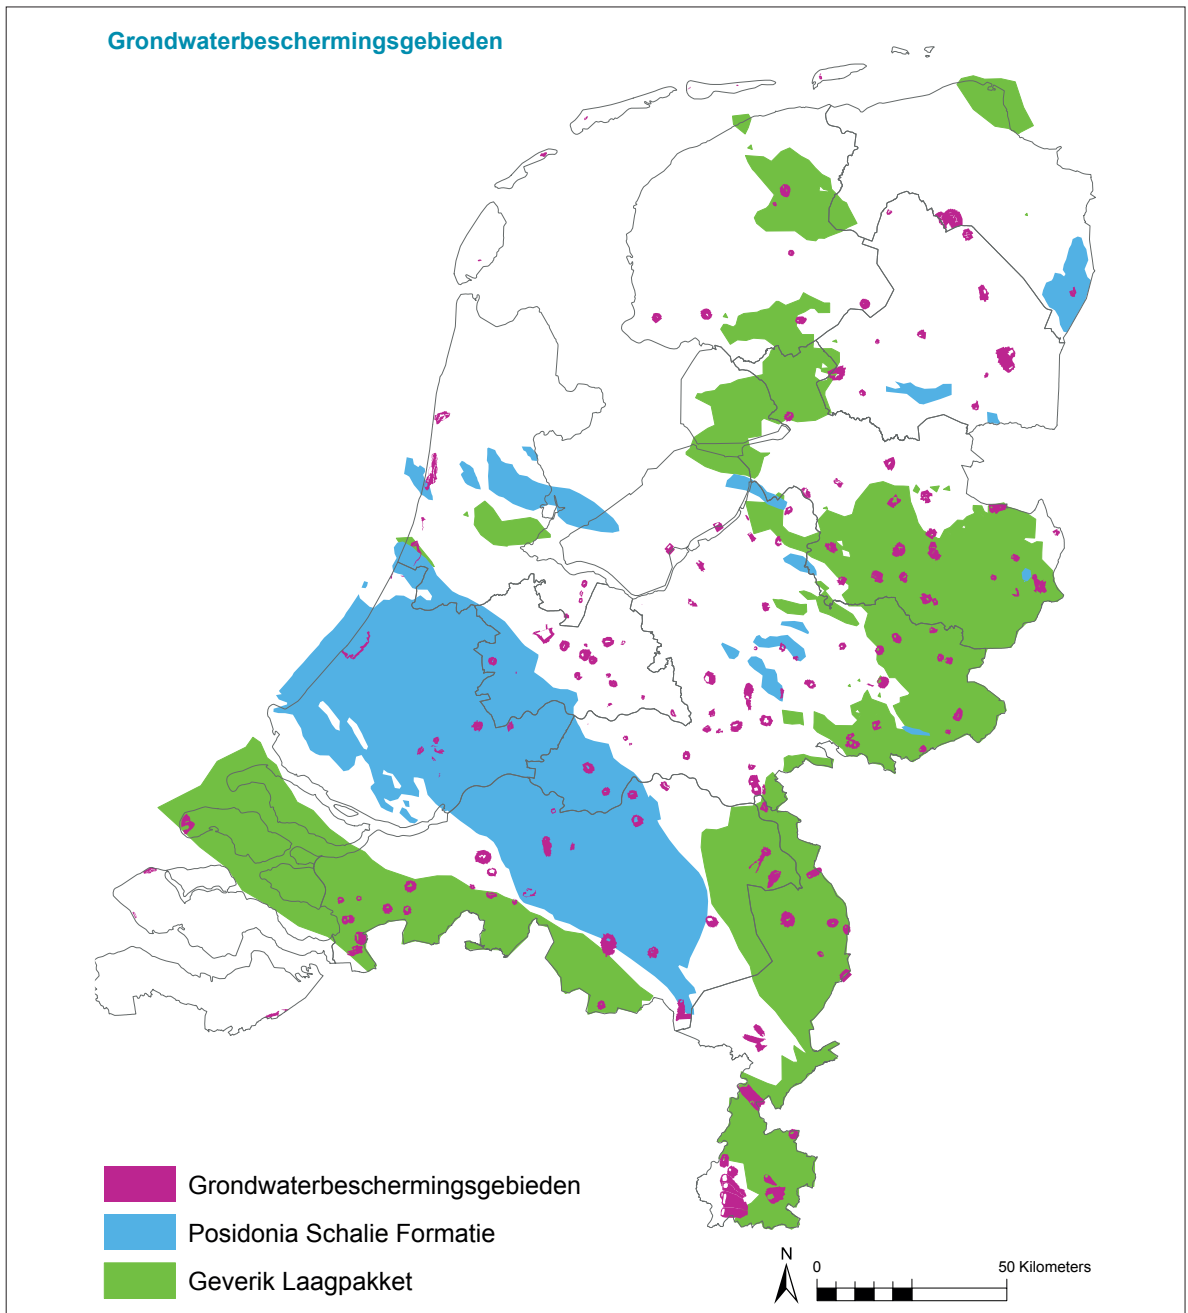 Grondwaterbeschermingsgebieden
Grondwaterbeschermingsgebieden
Posidonia Schalie Formatie
Geverik Laagpakket
N
0 50 Kilometers